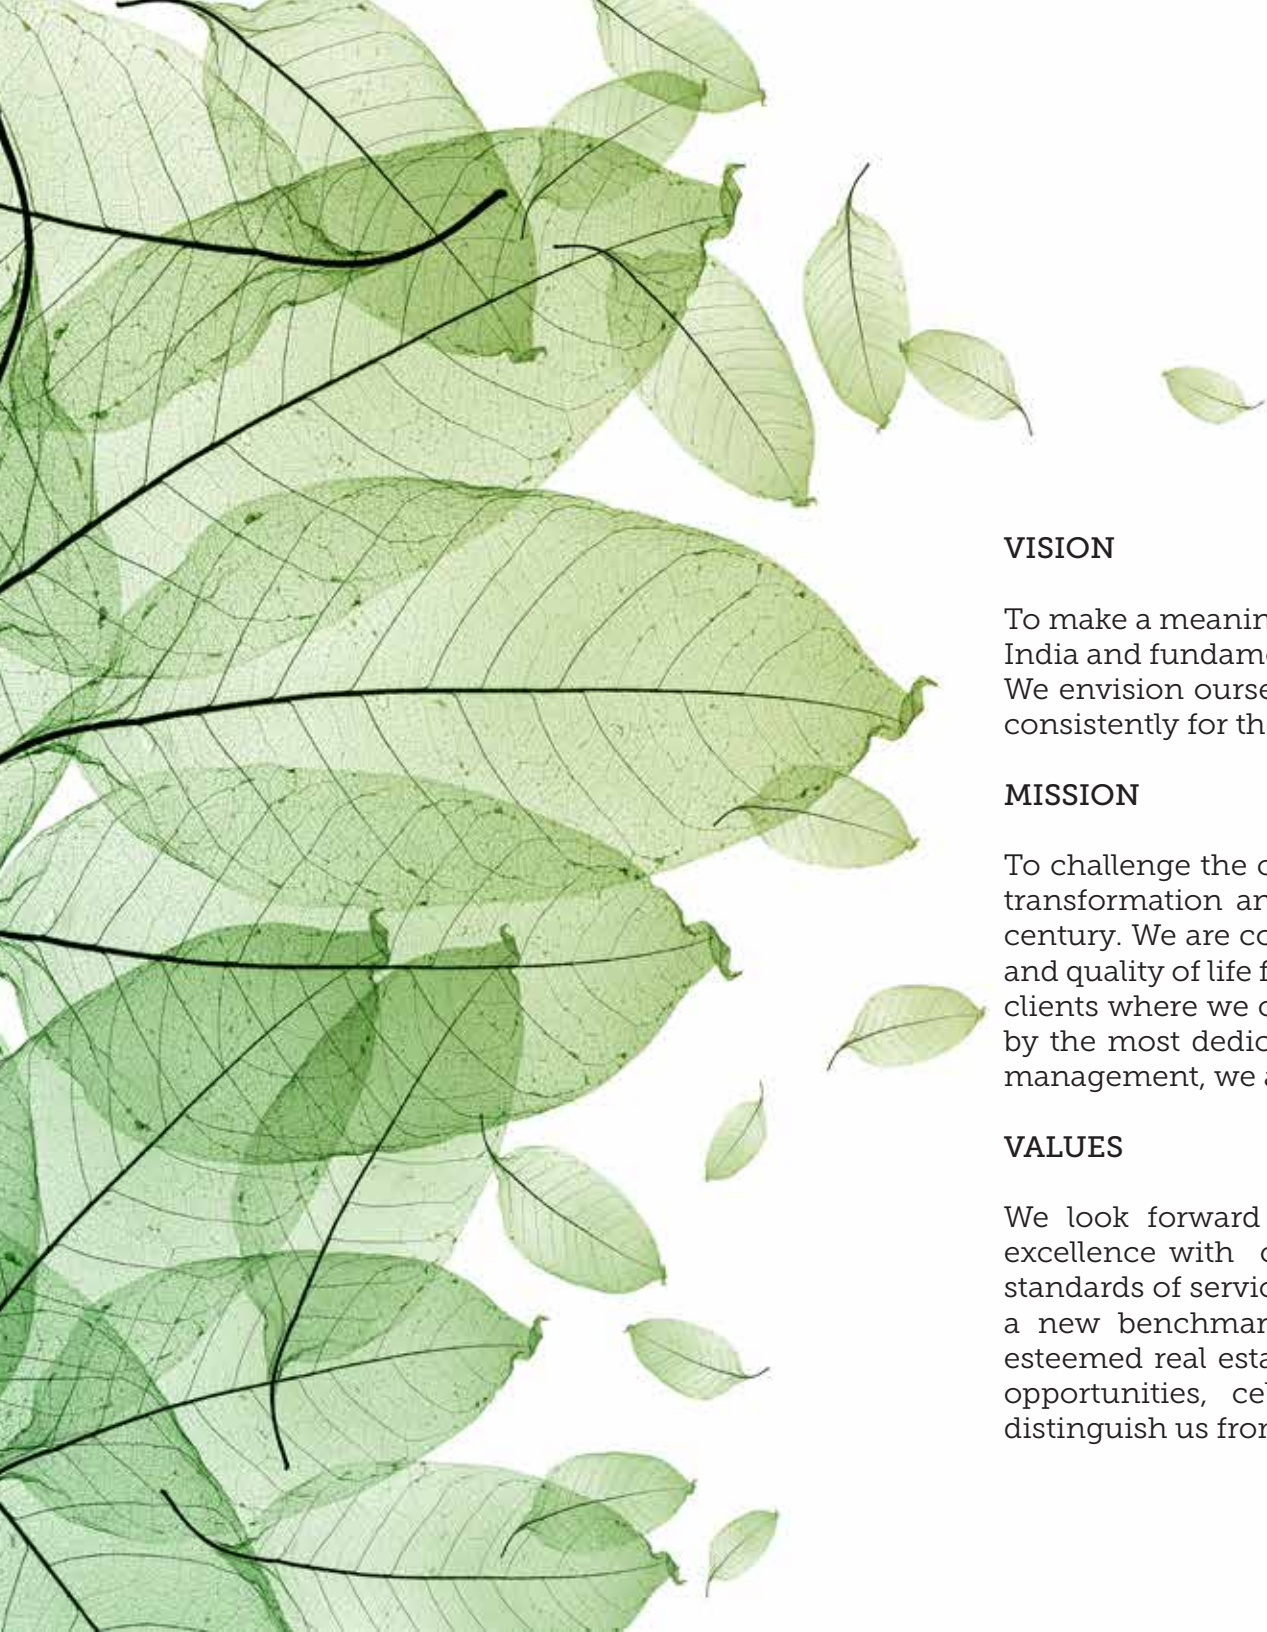 VISION
To make a meanin
India and fundam
We envision ourse
consistently for th
MISSION
To challenge the
transformation an
century. We are co
and quality of life f
clients where we
by the most dedic
management, we
VALUES
We look forward
excellence with
standards of servic
a new benchmar
esteemed real esta
opportunities, ce
distinguish us fro